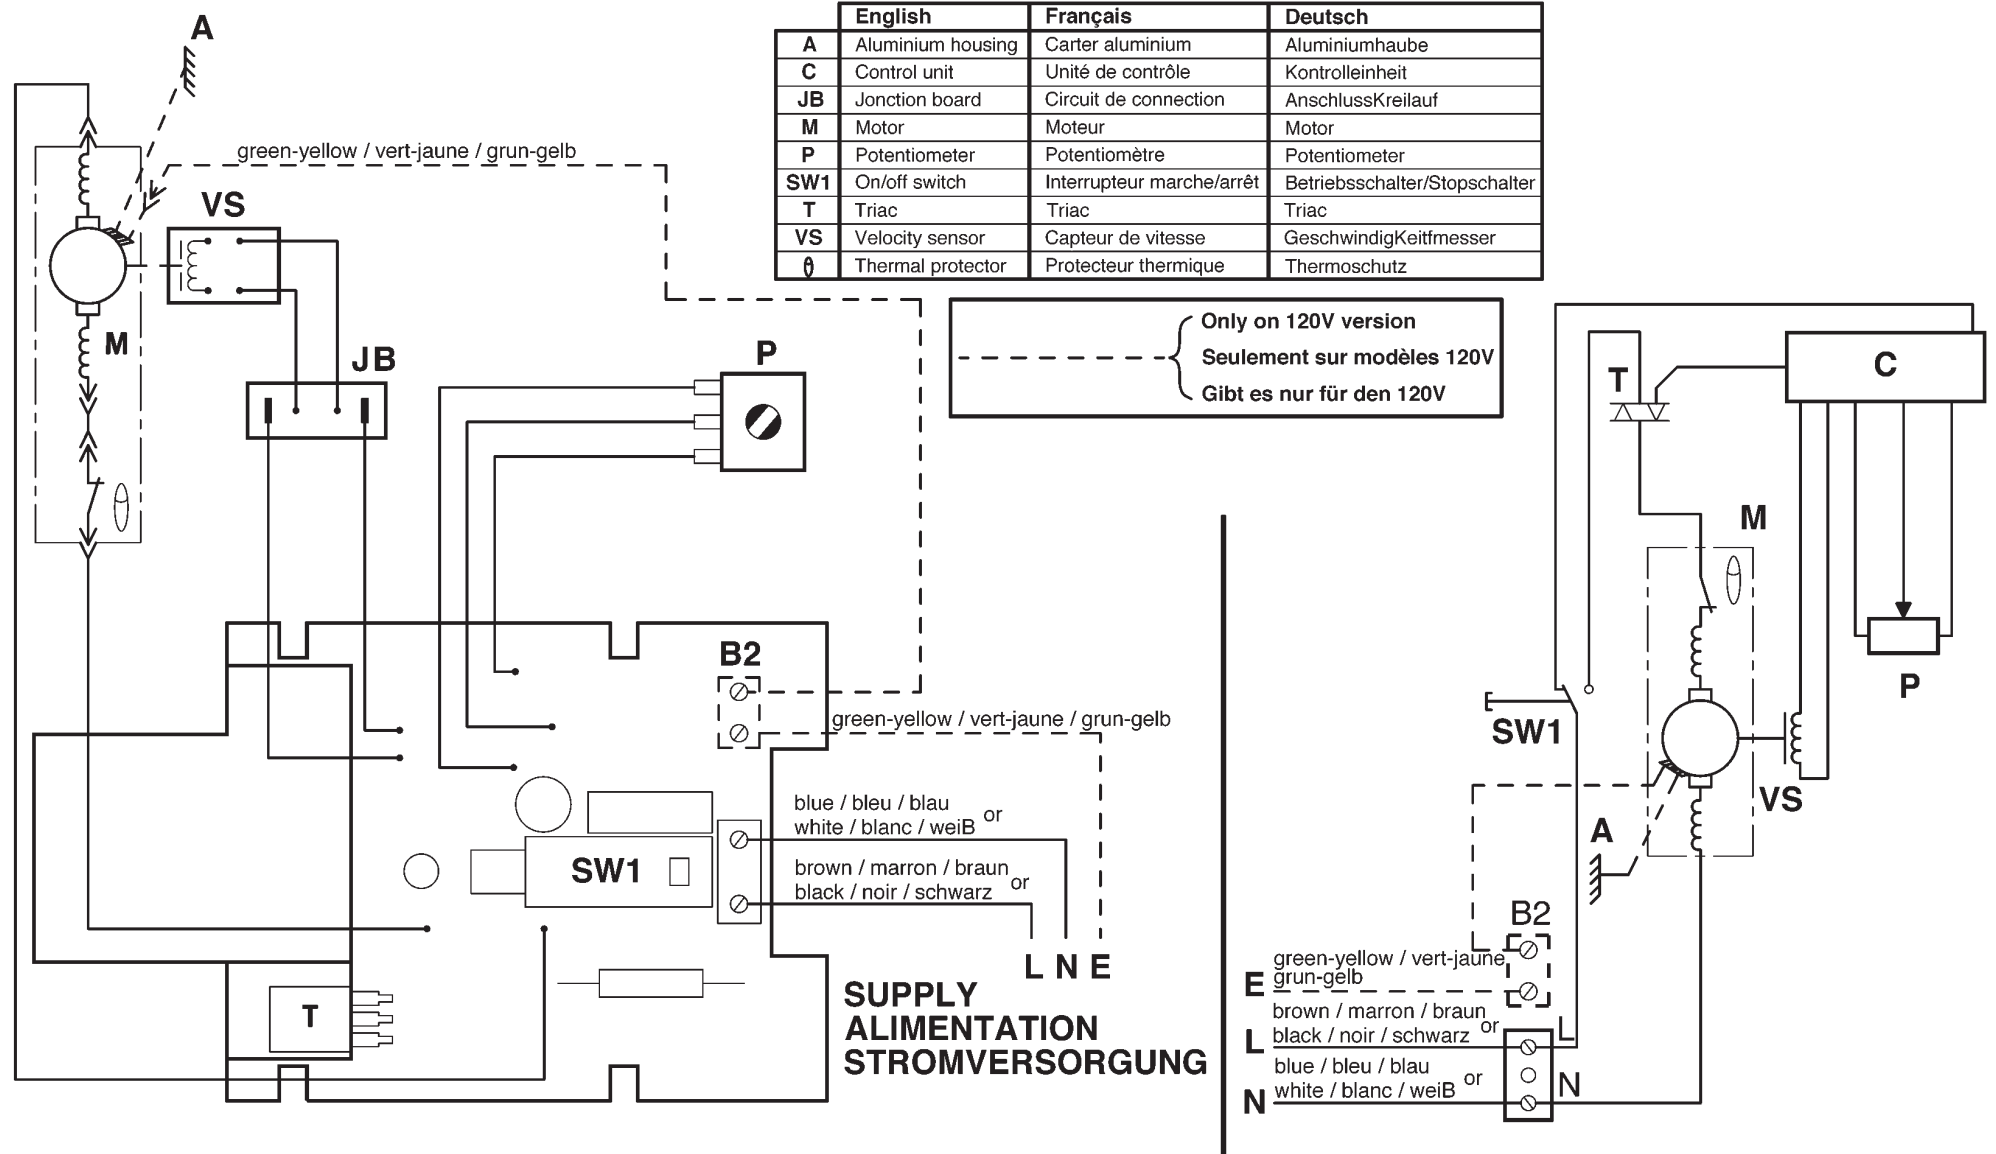 English Français Deutsch
A Aluminium housing Carter aluminium Aluminiumhaube
C Control unit Unité de contrôle Kontrolleinheit
JB Jonction board Circuit de connection AnschlussKreilauf
M Motor Moteur Motor
P Potentiometer Potentiomètre Potentiometer
SW1 On/off switch Interrupteur marche/arrêt Betriebsschalter/Stopschalter
T Triac Triac Triac
VS Velocity sensor Capteur de vitesse GeschwindigKeitfmesser
θ Thermal protector Protecteur thermique Thermoschutz
Only on 120V version
Seulement sur modèles 120V
Gibt es nur für den 120V
A
green-yellow / vert-jaune / grun-gelb
VS
M
JB
P
B2
green-yellow / vert-jaune / grun-gelb
blue / bleu / blau
white / blanc / weiB or
brown / marron / braun
black / noir / schwarz or
SW1
T
L N E
SUPPLY
ALIMENTATION
STROMVERSORGUNG
C
T
M
P
SW1
VS
A
B2
green-yellow / vert-jaune
grun-gelb
E
brown / marron / braun
black / noir / schwarz or
L
L
blue / bleu / blau
white / blanc / weiB or
N
N